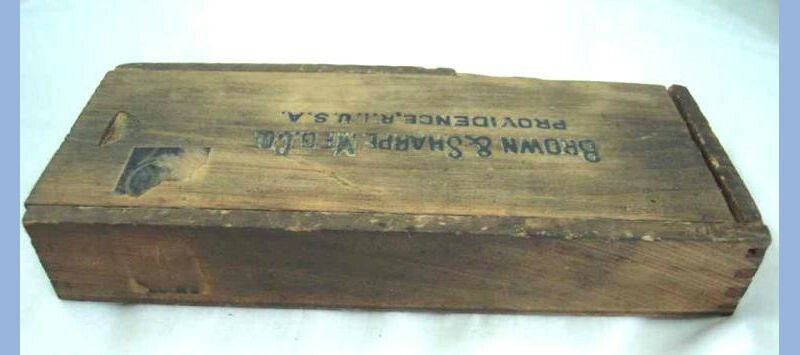 BROWN & SHARPE MFG. CO.
PROVIDENCE, R.I. U.S.A.